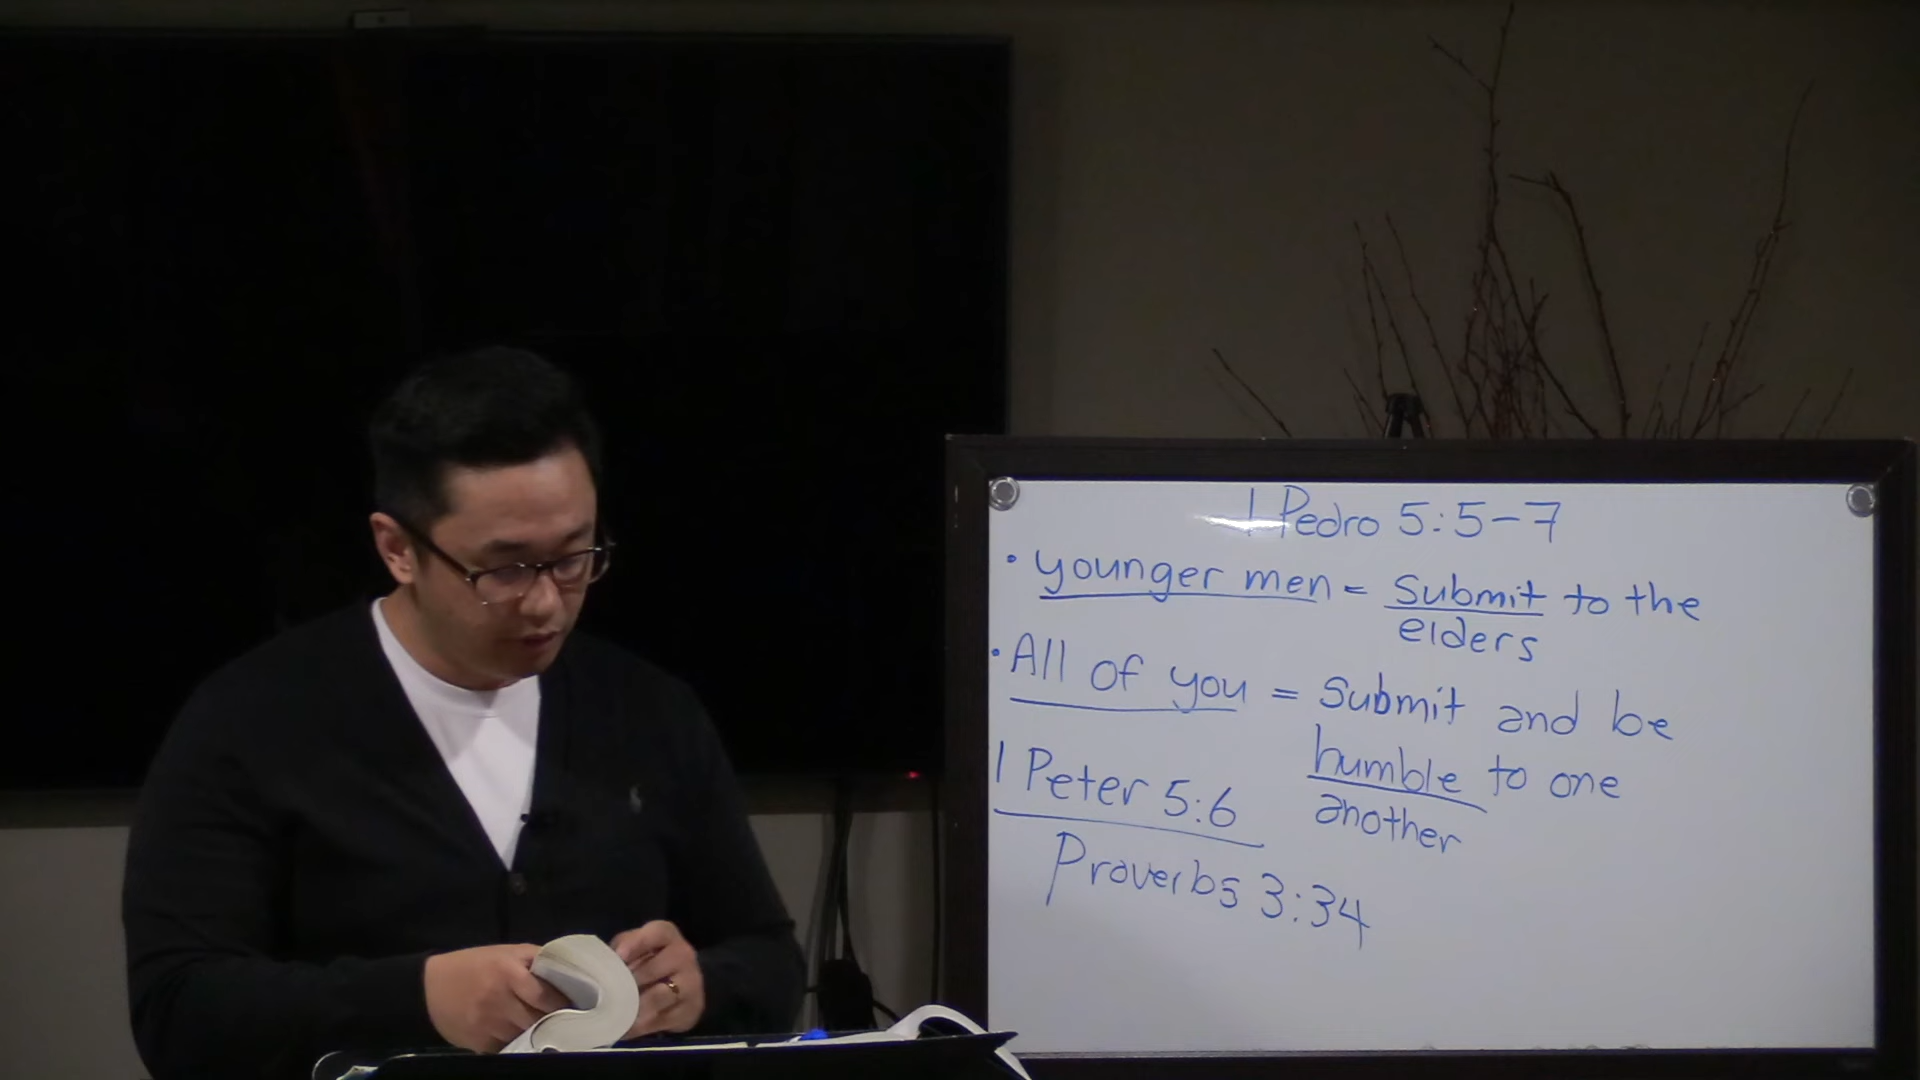 1 Pedro 5:5-7
• younger men = Submit to the
elders
• All of you = Submit and be
humble to one
another
1 Peter 5:6
Proverbs 3:34